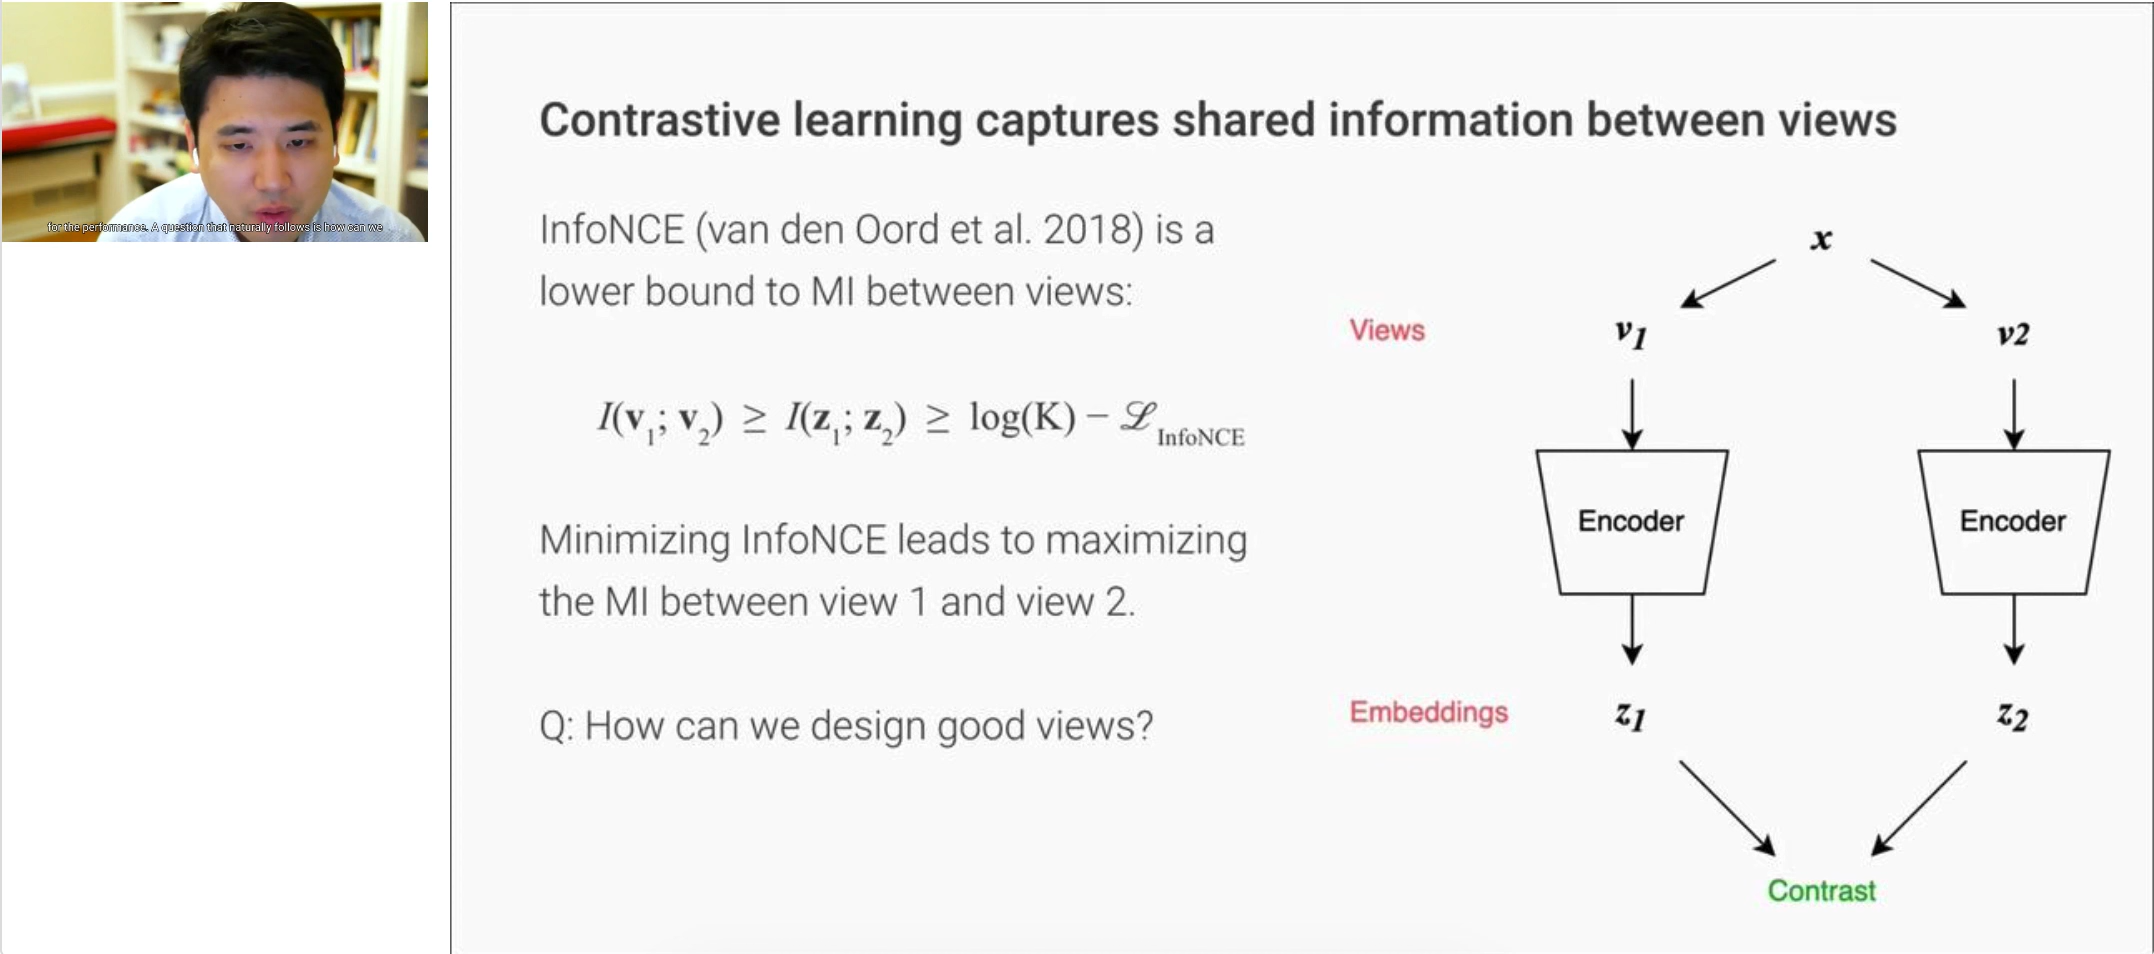 for the performance. A question that naturally follows is how can we
Contrastive learning captures shared information between views
InfoNCE (van den Oord et al. 2018) is a
lower bound to MI between views:
I(v₁; v₂) ≥ I(z₁; z₂) ≥ log(K) − ℒ_InfoNCE
Minimizing InfoNCE leads to maximizing
the MI between view 1 and view 2.
Q: How can we design good views?
x
Views
v₁
v2
Encoder
Encoder
Embeddings
z₁
z₂
Contrast